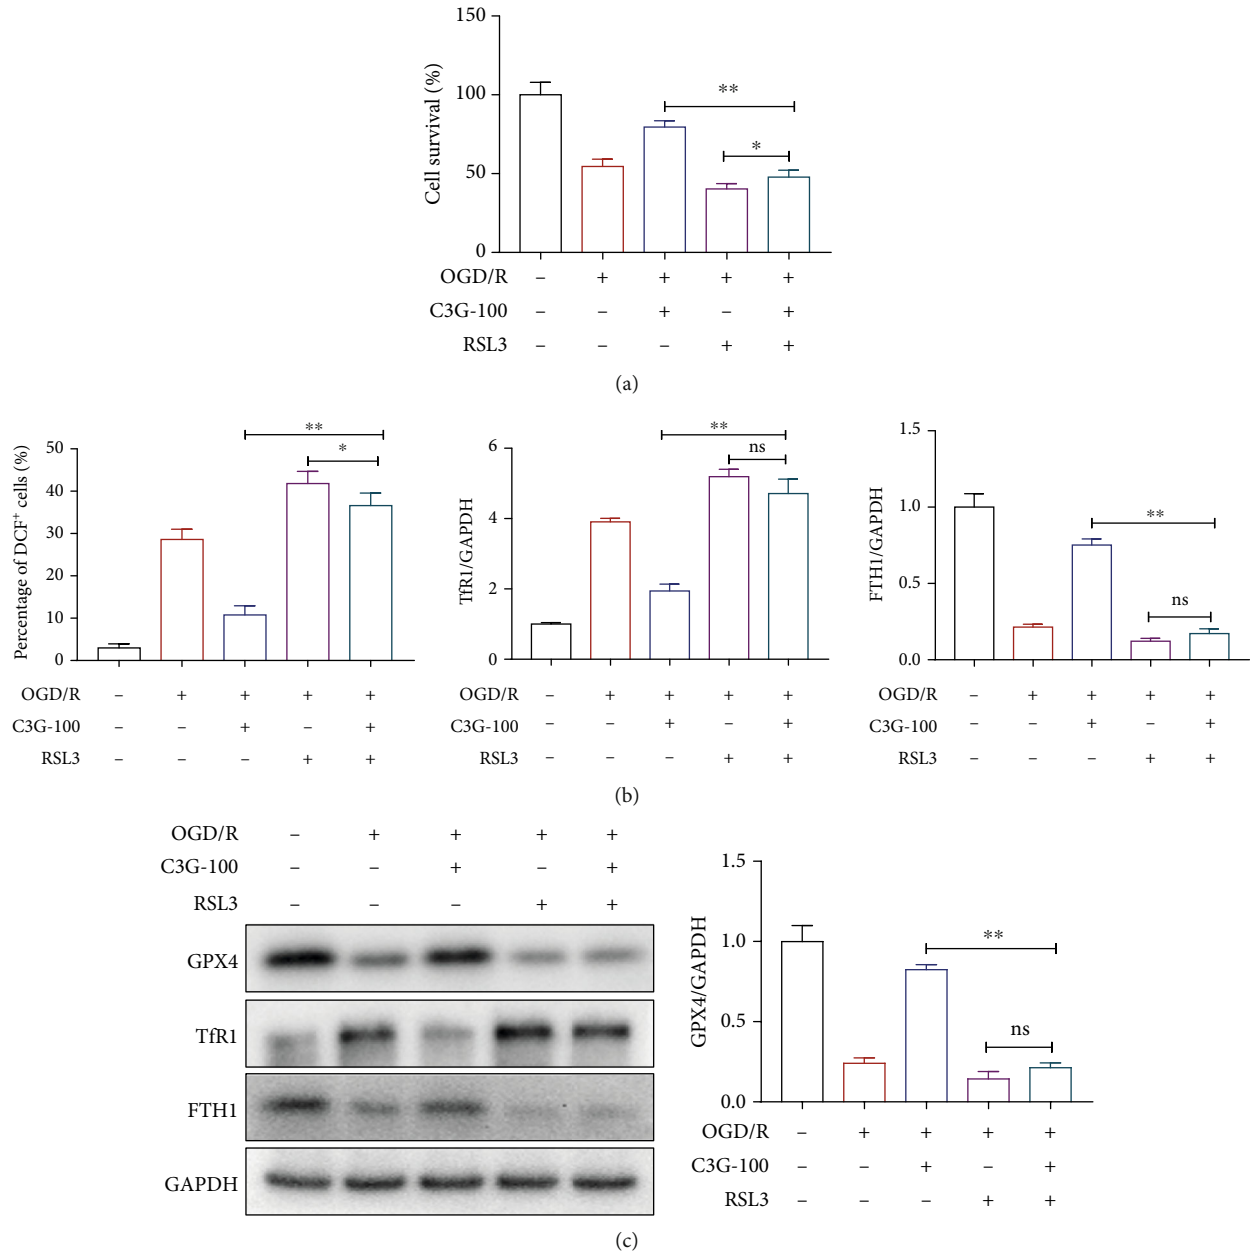 150
100
50
0
Cell survival (%)
**
*
OGD/R – + + + +
C3G-100 – – + – +
RSL3 – – – + +
(a)
50
40
30
20
10
0
Percentage of DCF+ cells (%)
**
*
OGD/R – + + + +
C3G-100 – – + – +
RSL3 – – – + +
6
4
2
0
TfR1/GAPDH
**
ns
OGD/R – + + + +
C3G-100 – – + – +
RSL3 – – – + +
1.5
1.0
0.5
0.0
FTH1/GAPDH
**
ns
OGD/R – + + + +
C3G-100 – – + – +
RSL3 – – – + +
(b)
OGD/R – + + + +
C3G-100 – – + – +
RSL3 – – – + +
GPX4
TfR1
FTH1
GAPDH
1.5
1.0
0.5
0.0
GPX4/GAPDH
**
ns
OGD/R – + + + +
C3G-100 – – + – +
RSL3 – – – + +
(c)